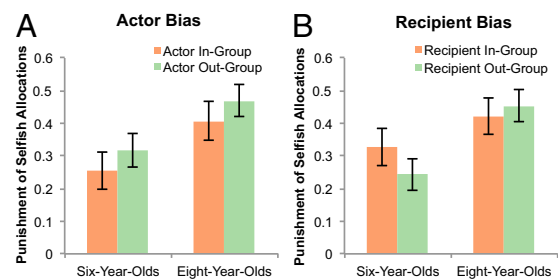 A
Actor Bias
Actor In-Group
Actor Out-Group
Punishment of Selfish Allocations
0.6
0.5
0.4
0.3
0.2
0.1
0
Six-Year-Olds
Eight-Year-Olds
B
Recipient Bias
Recipient In-Group
Recipient Out-Group
Punishment of Selfish Allocations
0.6
0.5
0.4
0.3
0.2
0.1
0
Six-Year-Olds
Eight-Year-Olds